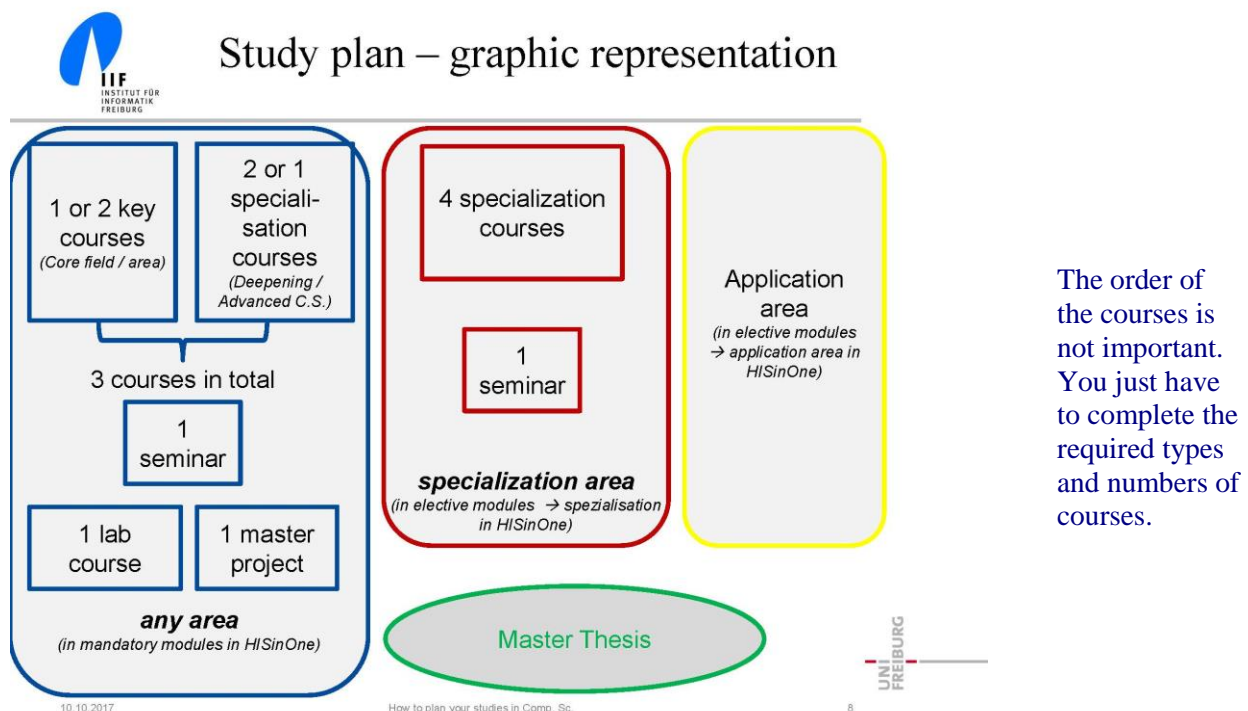 IIF
INSTITUT FÜR
INFORMATIK
FREIBURG
Study plan – graphic representation
1 or 2 key
courses
(Core field / area)
2 or 1
speciali-
sation
courses
(Deepening /
Advanced C.S.)
3 courses in total
1
seminar
1 lab
course
1 master
project
any area
(in mandatory modules in HISinOne)
4 specialization
courses
1
seminar
specialization area
(in elective modules → spezialisation
in HISinOne)
Application
area
(in elective modules
→ application area in
HISinOne)
Master Thesis
The order of
the courses is
not important.
You just have
to complete the
required types
and numbers of
courses.
UNI
FREIBURG
10.10.2017
How to plan your studies in Comp. Sc.
8